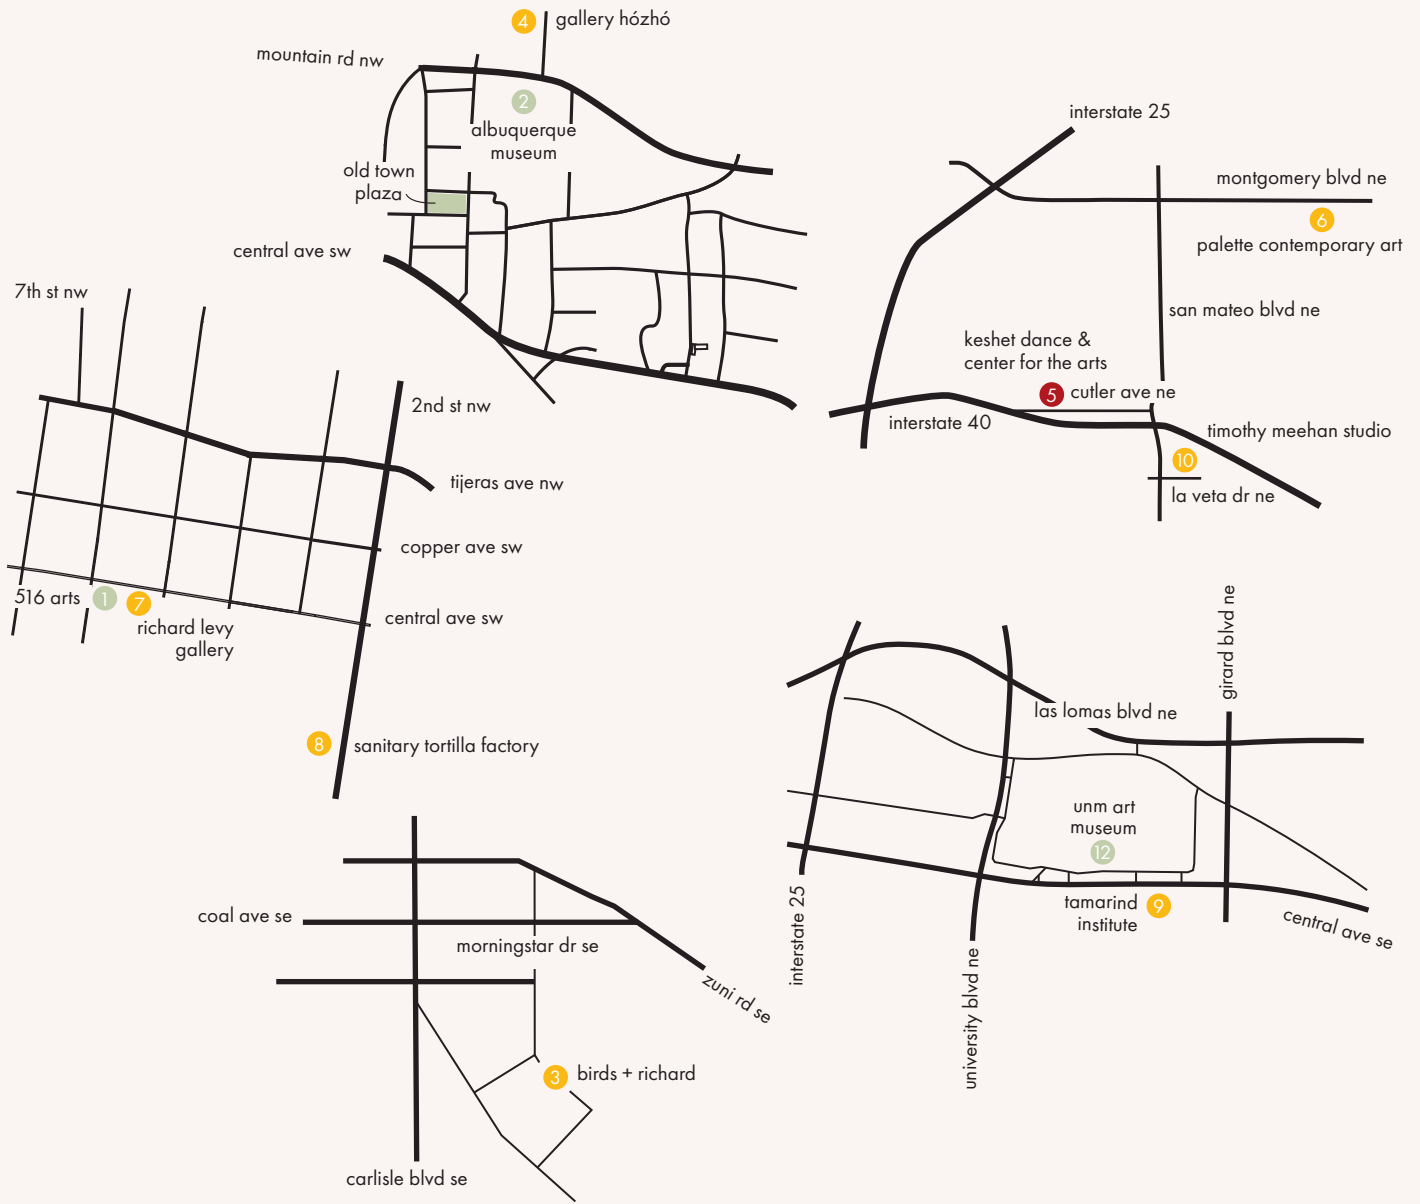 4 gallery hózhó
mountain rd nw
2
albuquerque
museum
old town
plaza
central ave sw
7th st nw
2nd st nw
tijeras ave nw
copper ave sw
516 arts 1 7
central ave sw
richard levy
gallery
8 sanitary tortilla factory
interstate 25
montgomery blvd ne
6
palette contemporary art
san mateo blvd ne
keshet dance &
center for the arts
5 cutler ave ne
interstate 40
timothy meehan studio
10
la veta dr ne
girard blvd ne
las lomas blvd ne
unm art
museum
12
tamarind 9
institute
central ave se
interstate 25
university blvd ne
coal ave se
morningstar dr se
zuni rd se
3 birds + richard
carlisle blvd se